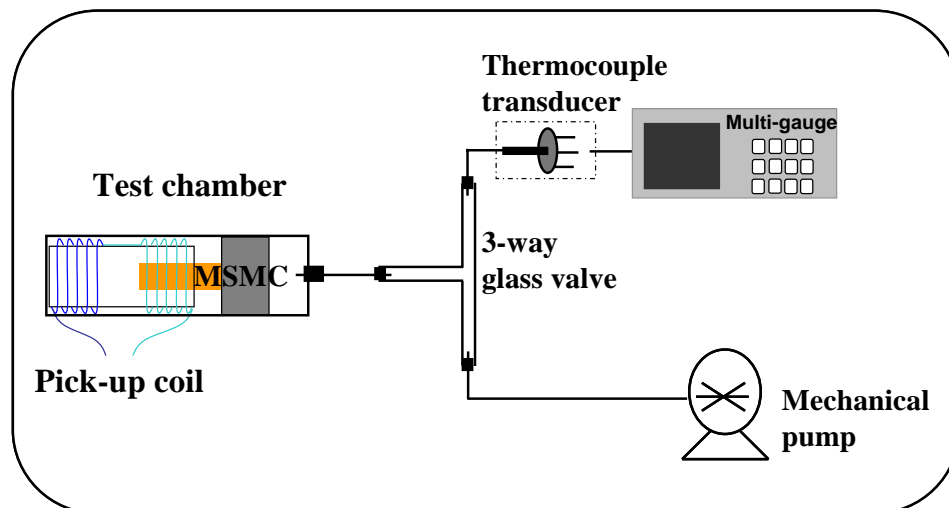 Thermocouple
transducer
Multi-gauge
Test chamber
3-way
glass valve
MSMC
Pick-up coil
Mechanical
pump